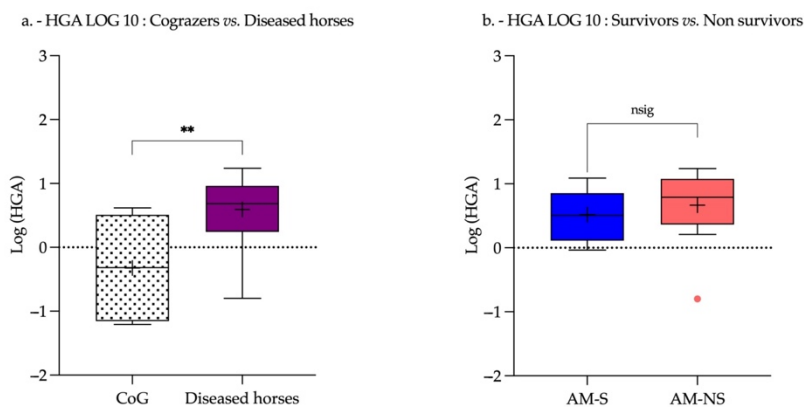 a. - HGA LOG 10 : Cograzers vs. Diseased horses
3
2
1
0
−1
−2
Log (HGA)
**
CoG
Diseased horses
b. - HGA LOG 10 : Survivors vs. Non survivors
3
2
1
0
−1
−2
Log (HGA)
nsig
AM-S
AM-NS